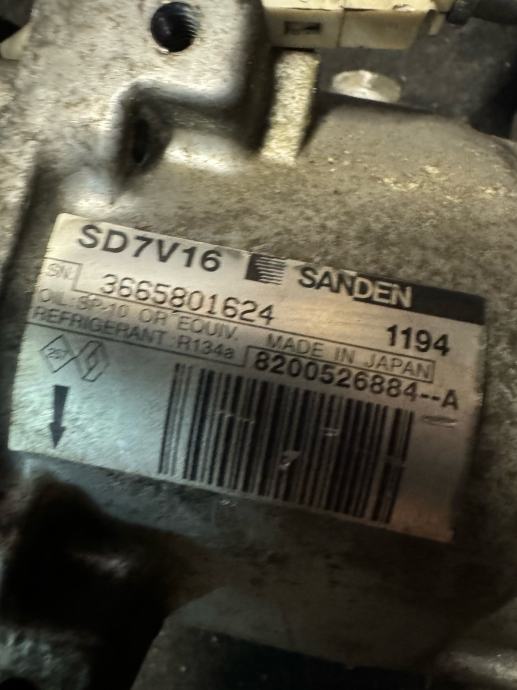 SD7V16 SANDEN
SN. 3665801624 1194
OIL:SP-10 OR EQUIV. MADE IN JAPAN
REFRIGERANT :R134a 8200526884--A